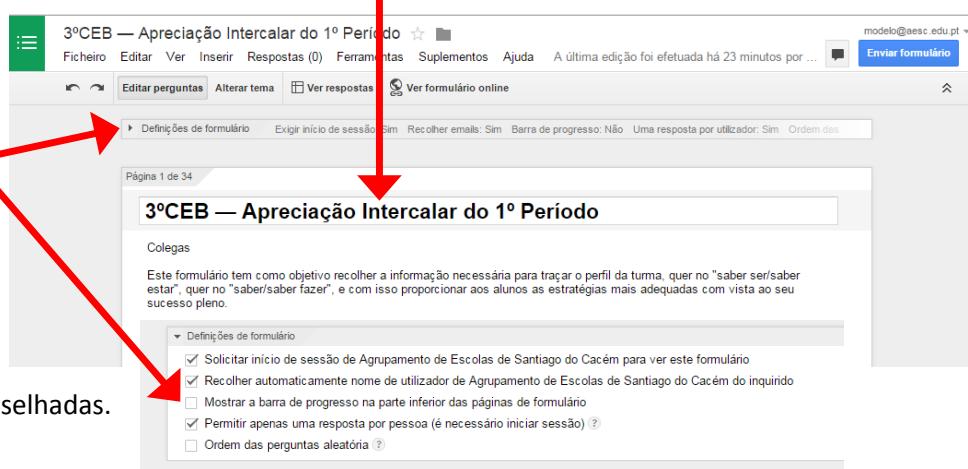 3ºCEB — Apreciação Intercalar do 1º Período
modelo@aesc.edu.pt
Ficheiro Editar Ver Inserir Respostas (0) Ferramentas Suplementos Ajuda A última edição foi efetuada há 23 minutos por ...
Enviar formulário
Editar perguntas Alterar tema Ver respostas Ver formulário online
Definições de formulário Exigir início de sessão: Sim Recolher emails: Sim Barra de progresso: Não Uma resposta por utilizador: Sim Ordem das
Página 1 de 34
3ºCEB — Apreciação Intercalar do 1º Período
Colegas
Este formulário tem como objetivo recolher a informação necessária para traçar o perfil da turma, quer no "saber ser/saber
estar", quer no "saber/saber fazer", e com isso proporcionar aos alunos as estratégias mais adequadas com vista ao seu
sucesso pleno.
Definições de formulário
Solicitar início de sessão de Agrupamento de Escolas de Santiago do Cacém para ver este formulário
Recolher automaticamente nome de utilizador de Agrupamento de Escolas de Santiago do Cacém do inquirido
Mostrar a barra de progresso na parte inferior das páginas de formulário
selhadas.
Permitir apenas uma resposta por pessoa (é necessário iniciar sessão) ?
Ordem das perguntas aleatória ?